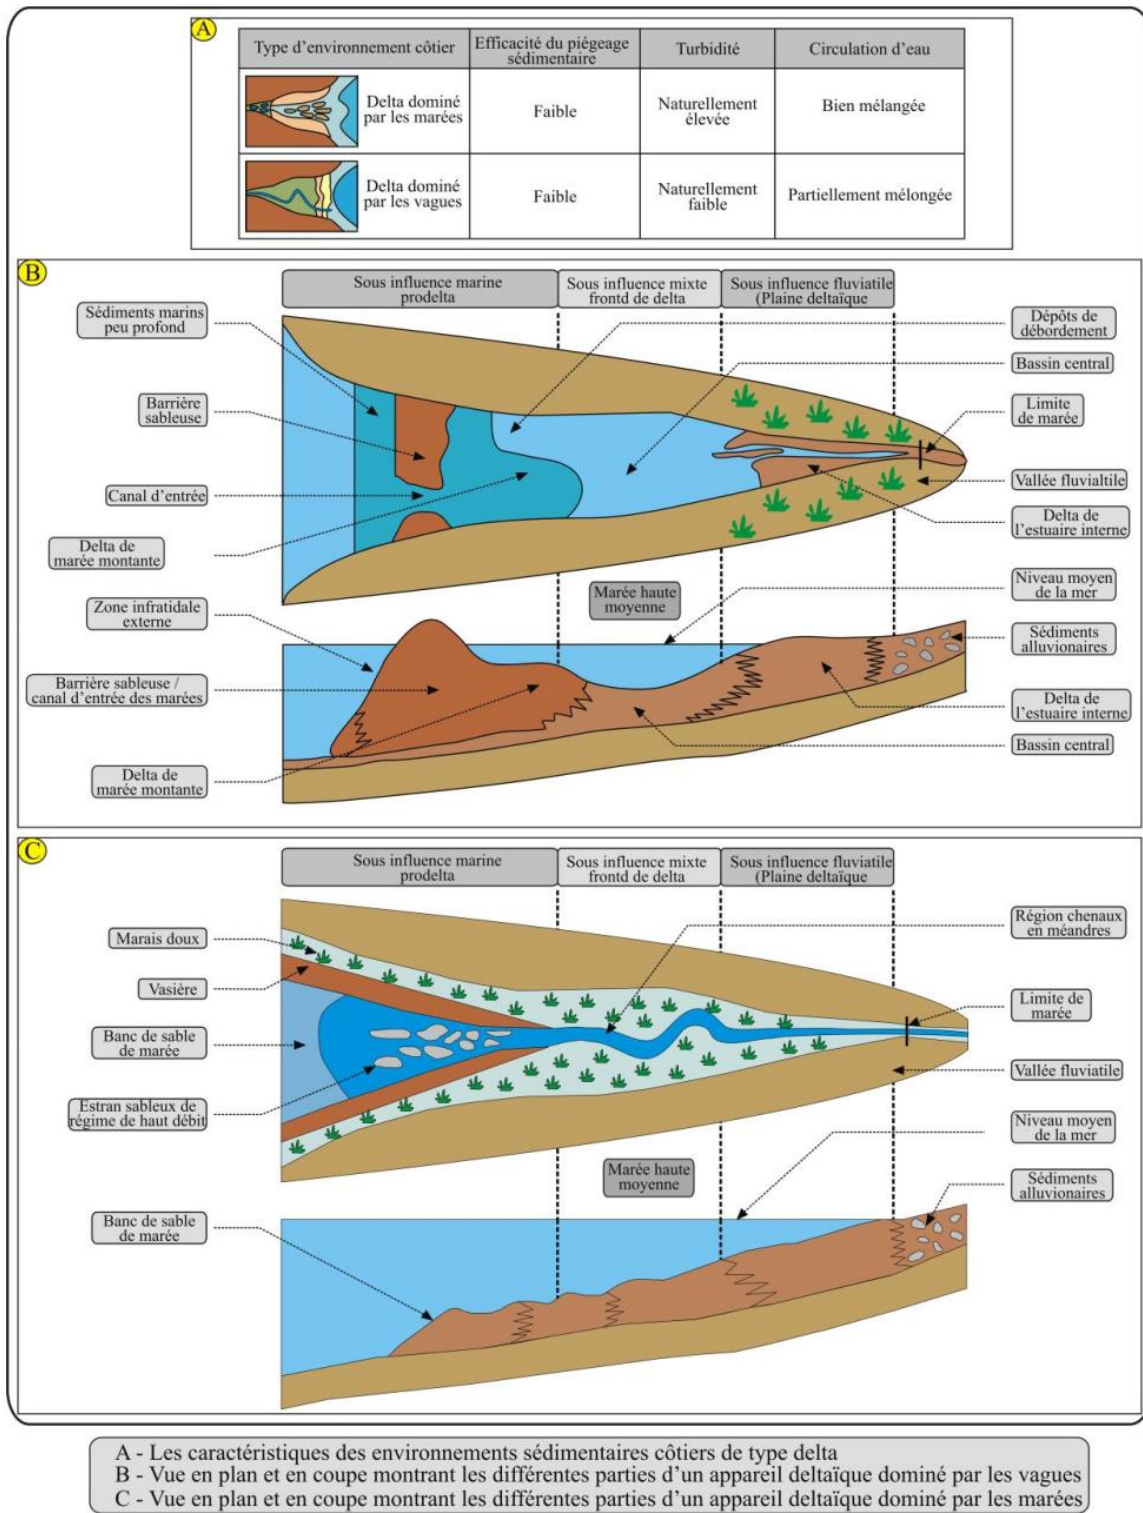 A
Type d'environnement côtier
Efficacité du piégeage
sédimentaire
Turbidité
Circulation d'eau
Delta dominé
par les marées
Faible
Naturellement
élevée
Bien mélangée
Delta dominé
par les vagues
Faible
Naturellement
faible
Partiellement mélongée
B
Sous influence marine
prodelta
Sous influence mixte
frontd de delta
Sous influence fluviatile
(Plaine deltaïque
Sédiments marins
peu profond
Barrière
sableuse
Canal d'entrée
Delta de
marée montante
Zone infratidale
externe
Barrière sableuse /
canal d'entrée des marées
Delta de
marée montante
Marée haute
moyenne
Dépôts de
débordement
Bassin central
Limite
de marée
Vallée fluvialtile
Delta de
l'estuaire interne
Niveau moyen
de la mer
Sédiments
alluvionaires
Delta de
l'estuaire interne
Bassin central
C
Sous influence marine
prodelta
Sous influence mixte
frontd de delta
Sous influence fluviatile
(Plaine deltaïque
Marais doux
Vasière
Banc de sable
de marée
Estran sableux de
régime de haut débit
Banc de sable
de marée
Marée haute
moyenne
Région chenaux
en méandres
Limite de
marée
Vallée fluviatile
Niveau moyen
de la mer
Sédiments
alluvionaires
A - Les caractéristiques des environnements sédimentaires côtiers de type delta
B - Vue en plan et en coupe montrant les différentes parties d'un appareil deltaïque dominé par les vagues
C - Vue en plan et en coupe montrant les différentes parties d'un appareil deltaïque dominé par les marées